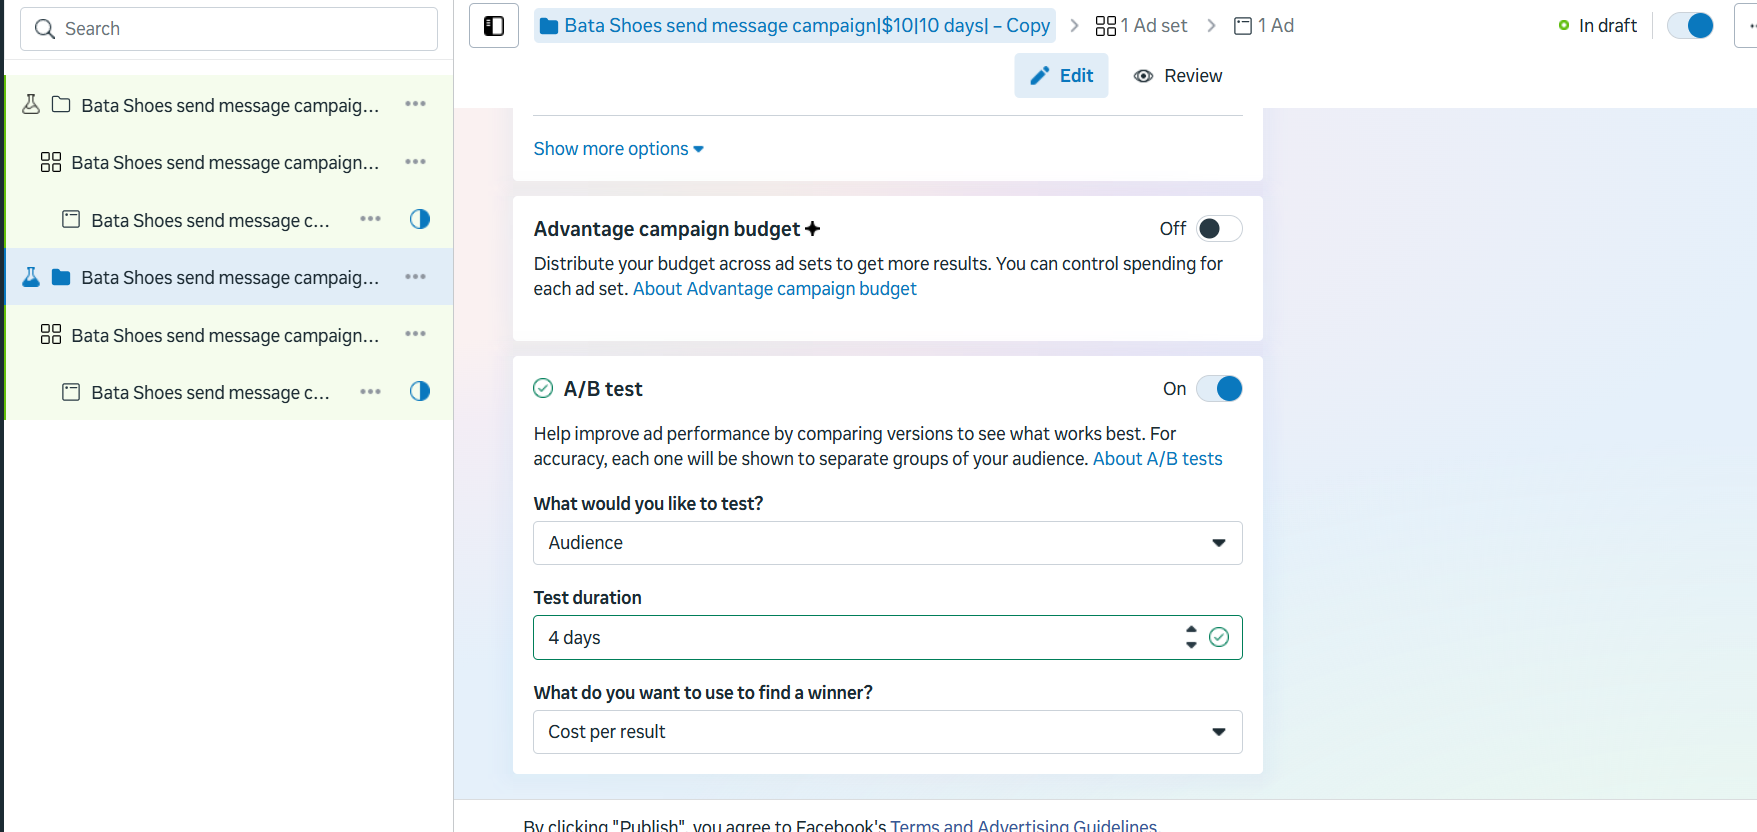 Search
Bata Shoes send message campaig...
Bata Shoes send message campaign...
Bata Shoes send message c...
Bata Shoes send message campaig...
Bata Shoes send message campaign...
Bata Shoes send message c...
Bata Shoes send message campaign|$10|10 days| – Copy
1 Ad set
1 Ad
In draft
Edit
Review
Show more options
Advantage campaign budget
Off
Distribute your budget across ad sets to get more results. You can control spending for
each ad set. About Advantage campaign budget
A/B test
On
Help improve ad performance by comparing versions to see what works best. For
accuracy, each one will be shown to separate groups of your audience. About A/B tests
What would you like to test?
Audience
Test duration
4 days
What do you want to use to find a winner?
Cost per result
By clicking "Publish", you agree to Facebook's Terms and Advertising Guidelines